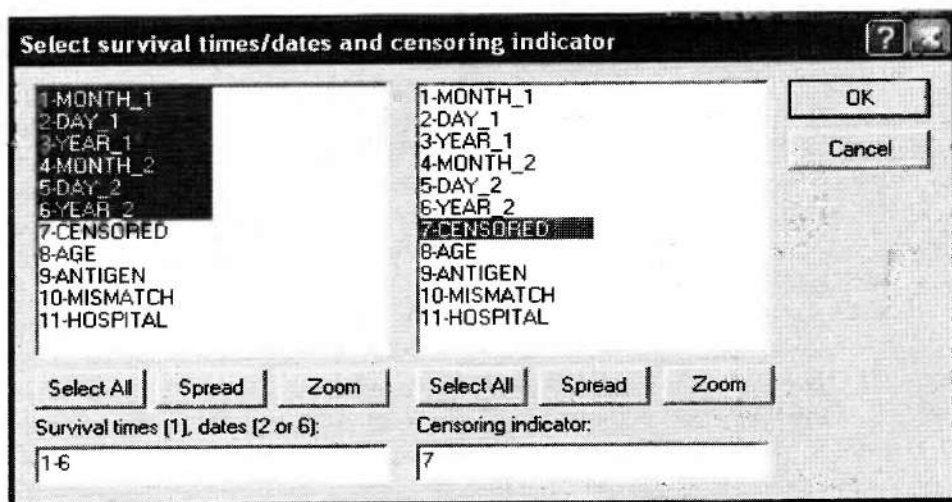 Select survival times/dates and censoring indicator
1-MONTH_1
2-DAY_1
3-YEAR_1
4-MONTH_2
5-DAY_2
6-YEAR_2
7-CENSORED
8-AGE
9-ANTIGEN
10-MISMATCH
11-HOSPITAL
Select All Spread Zoom
Survival times (1), dates (2 or 6):
1-6
1-MONTH_1
2-DAY_1
3-YEAR_1
4-MONTH_2
5-DAY_2
6-YEAR_2
7-CENSORED
8-AGE
9-ANTIGEN
10-MISMATCH
11-HOSPITAL
Select All Spread Zoom
Censoring indicator:
7
OK
Cancel